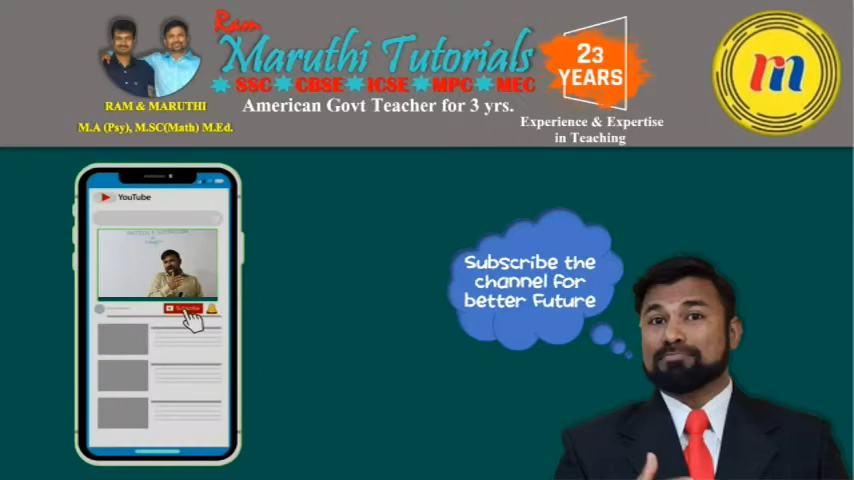 Ram
Maruthi Tutorials
SSC✷CBSE✷ICSE✷MPC✷MEC
American Govt Teacher for 3 yrs.
RAM & MARUTHI
M.A (Psy), M.SC(Math) M.Ed.
23
YEARS
Experience & Expertise
in Teaching
m
YouTube
Subscribe
Subscribe the
channel for
better Future